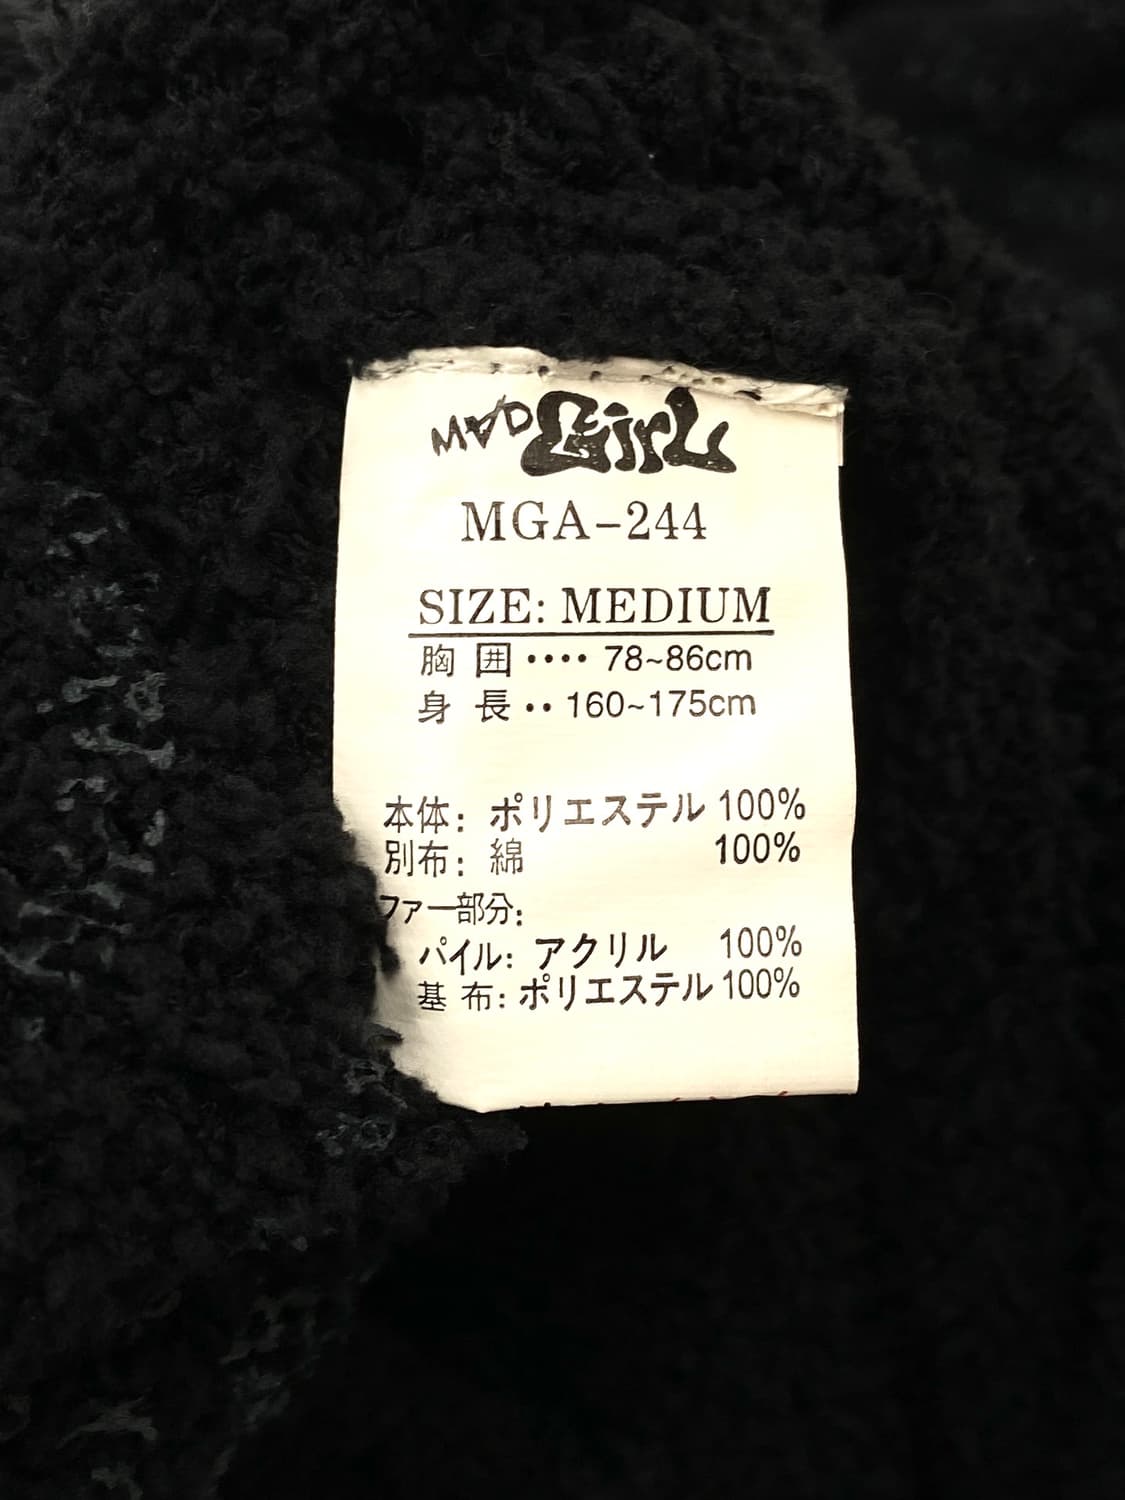 MAD GirL
MGA-244
SIZE: MEDIUM
胸囲‥‥ 78~86cm
身長‥160~175cm
本体: ポリエステル 100%
別布: 綿 100%
ファー部分:
パイル: アクリル 100%
基布: ポリエステル 100%